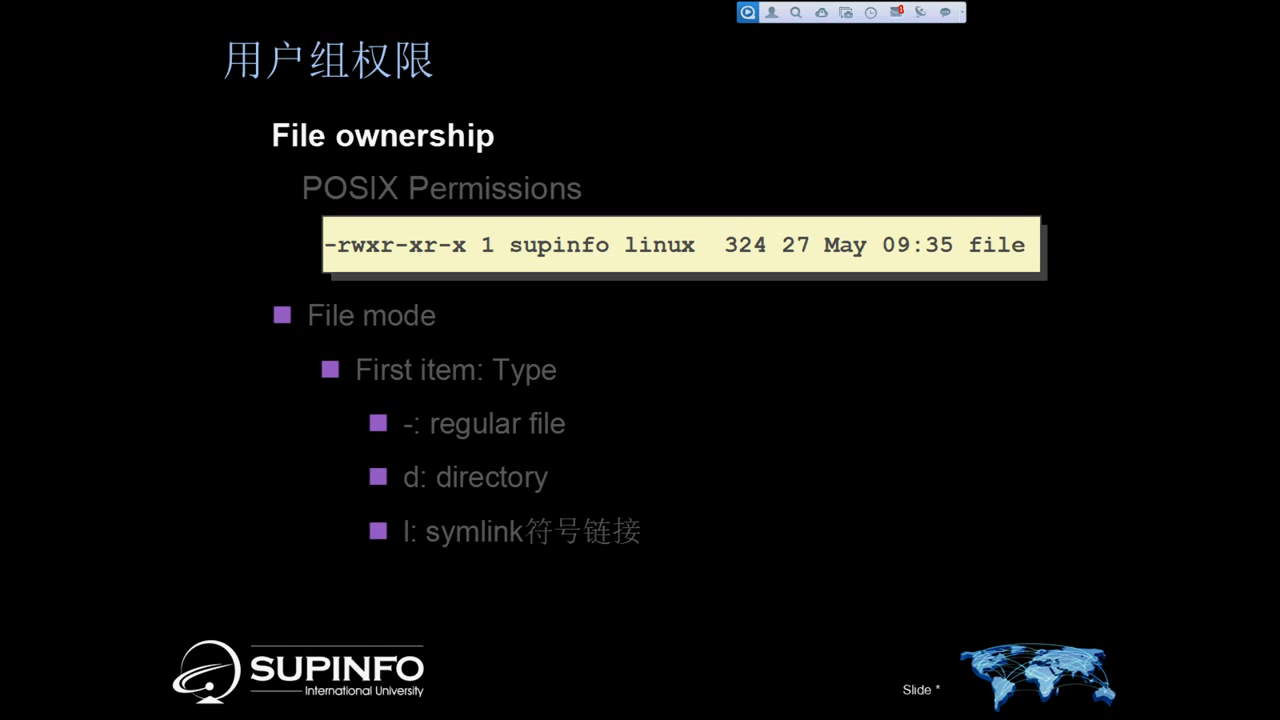 1
用户组权限
File ownership
POSIX Permissions
-rwxr-xr-x 1 supinfo linux  324 27 May 09:35 file
File mode
First item: Type
-: regular file
d: directory
l: symlink符号链接
SUPINFO
International University
Slide *